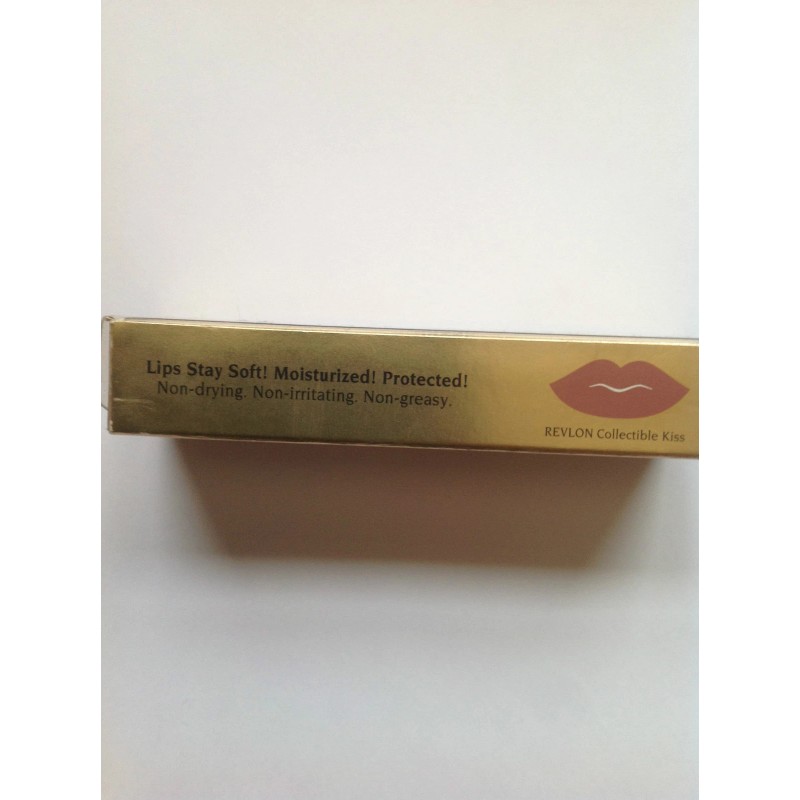 Lips Stay Soft! Moisturized! Protected!
Non-drying. Non-irritating. Non-greasy.
REVLON Collectible Kiss